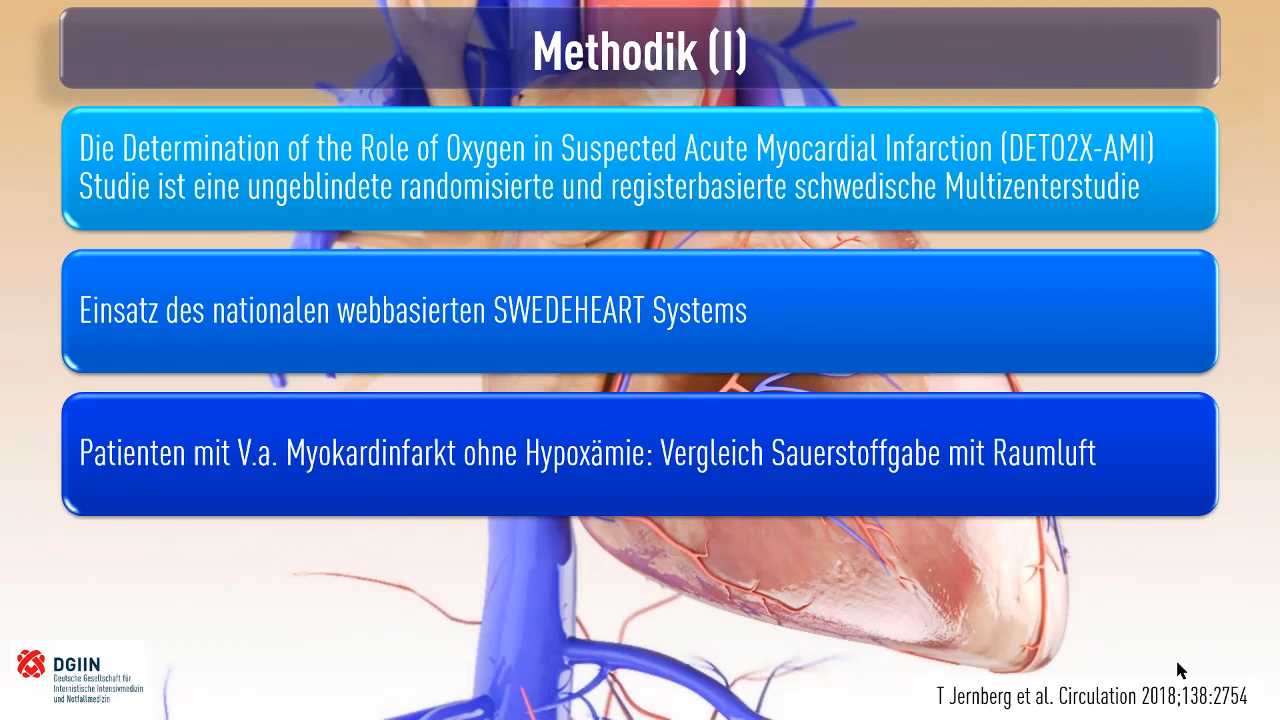 Methodik (I)
Die Determination of the Role of Oxygen in Suspected Acute Myocardial Infarction (DETO2X-AMI)
Studie ist eine ungeblindete randomisierte und registerbasierte schwedische Multizenterstudie
Einsatz des nationalen webbasierten SWEDEHEART Systems
Patienten mit V.a. Myokardinfarkt ohne Hypoxämie: Vergleich Sauerstoffgabe mit Raumluft
DGIIN
Deutsche Gesellschaft für
Internistische Intensivmedizin
und Notfallmedizin
T Jernberg et al. Circulation 2018;138:2754